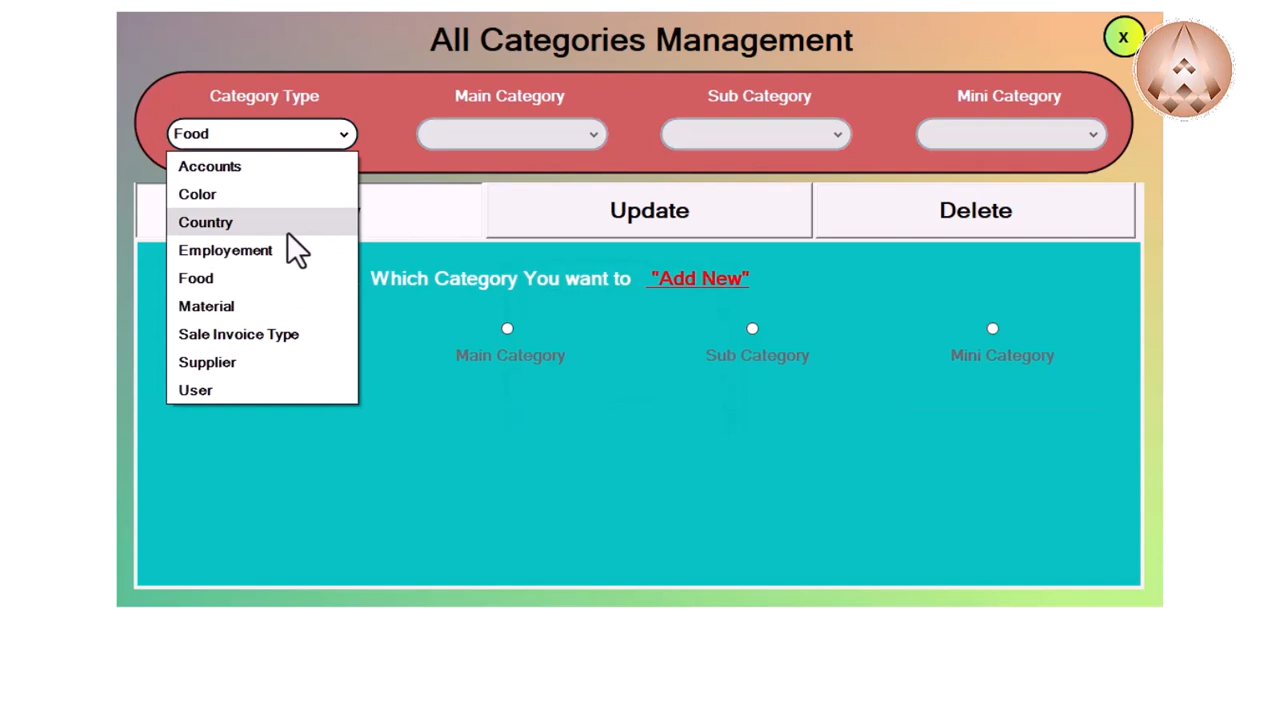 All Categories Management
X
Category Type
Main Category
Sub Category
Mini Category
Food
Accounts
Color
Country
Employement
Food
Material
Sale Invoice Type
Supplier
User
Update
Delete
Which Category You want to "Add New"
Main Category
Sub Category
Mini Category